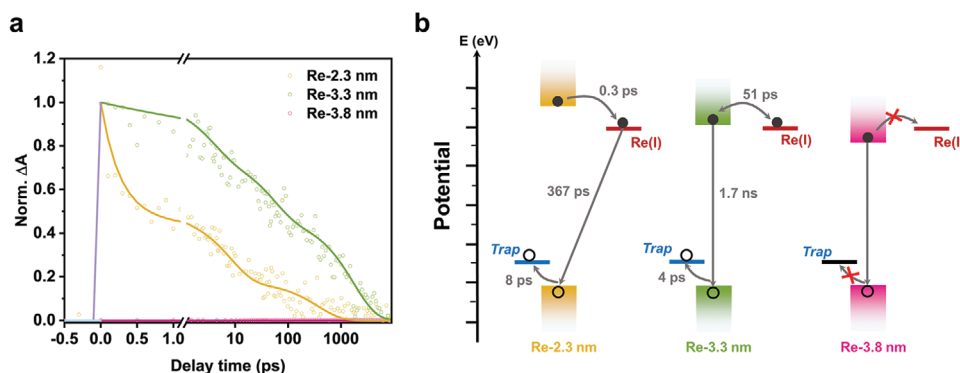 a
Norm. ΔA
1.2
1.0
0.8
0.6
0.4
0.2
0.0
-0.5
0.0
0.5
1.0
10
100
1000
Delay time (ps)
Re-2.3 nm
Re-3.3 nm
Re-3.8 nm
b
E (eV)
Potential
0.3 ps
Re(I)
367 ps
Trap
8 ps
Re-2.3 nm
51 ps
Re(I)
1.7 ns
Trap
4 ps
Re-3.3 nm
Re(I)
Trap
Re-3.8 nm